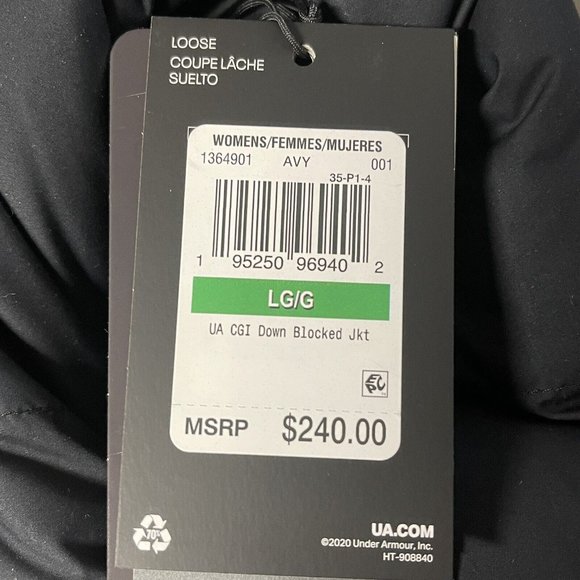 LOOSE
COUPE LÂCHE
SUELTO
WOMENS/FEMMES/MUJERES
1364901 AVY 001
35-P1-4
1 95250 96940 2
LG/G
UA CGI Down Blocked Jkt
EPC
MSRP $240.00
70%
UA.COM
©2020 Under Armour, Inc.
HT-908840